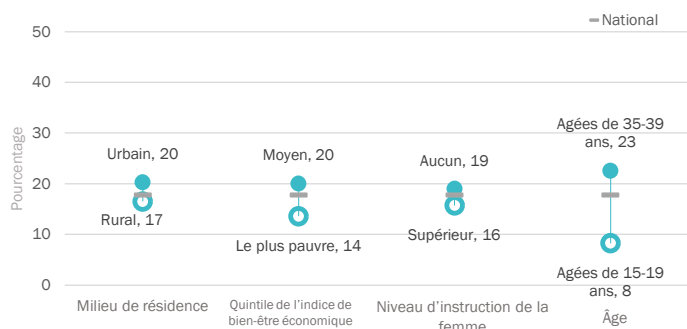 National
50
40
30
20
10
0
Pourcentage
Urbain, 20
Rural, 17
Moyen, 20
Le plus pauvre, 14
Aucun, 19
Supérieur, 16
Agées de 35-39
ans, 23
Agées de 15-19
ans, 8
Milieu de résidence
Quintile de l'indice de
bien-être économique
Niveau d'instruction de la
femme
Âge